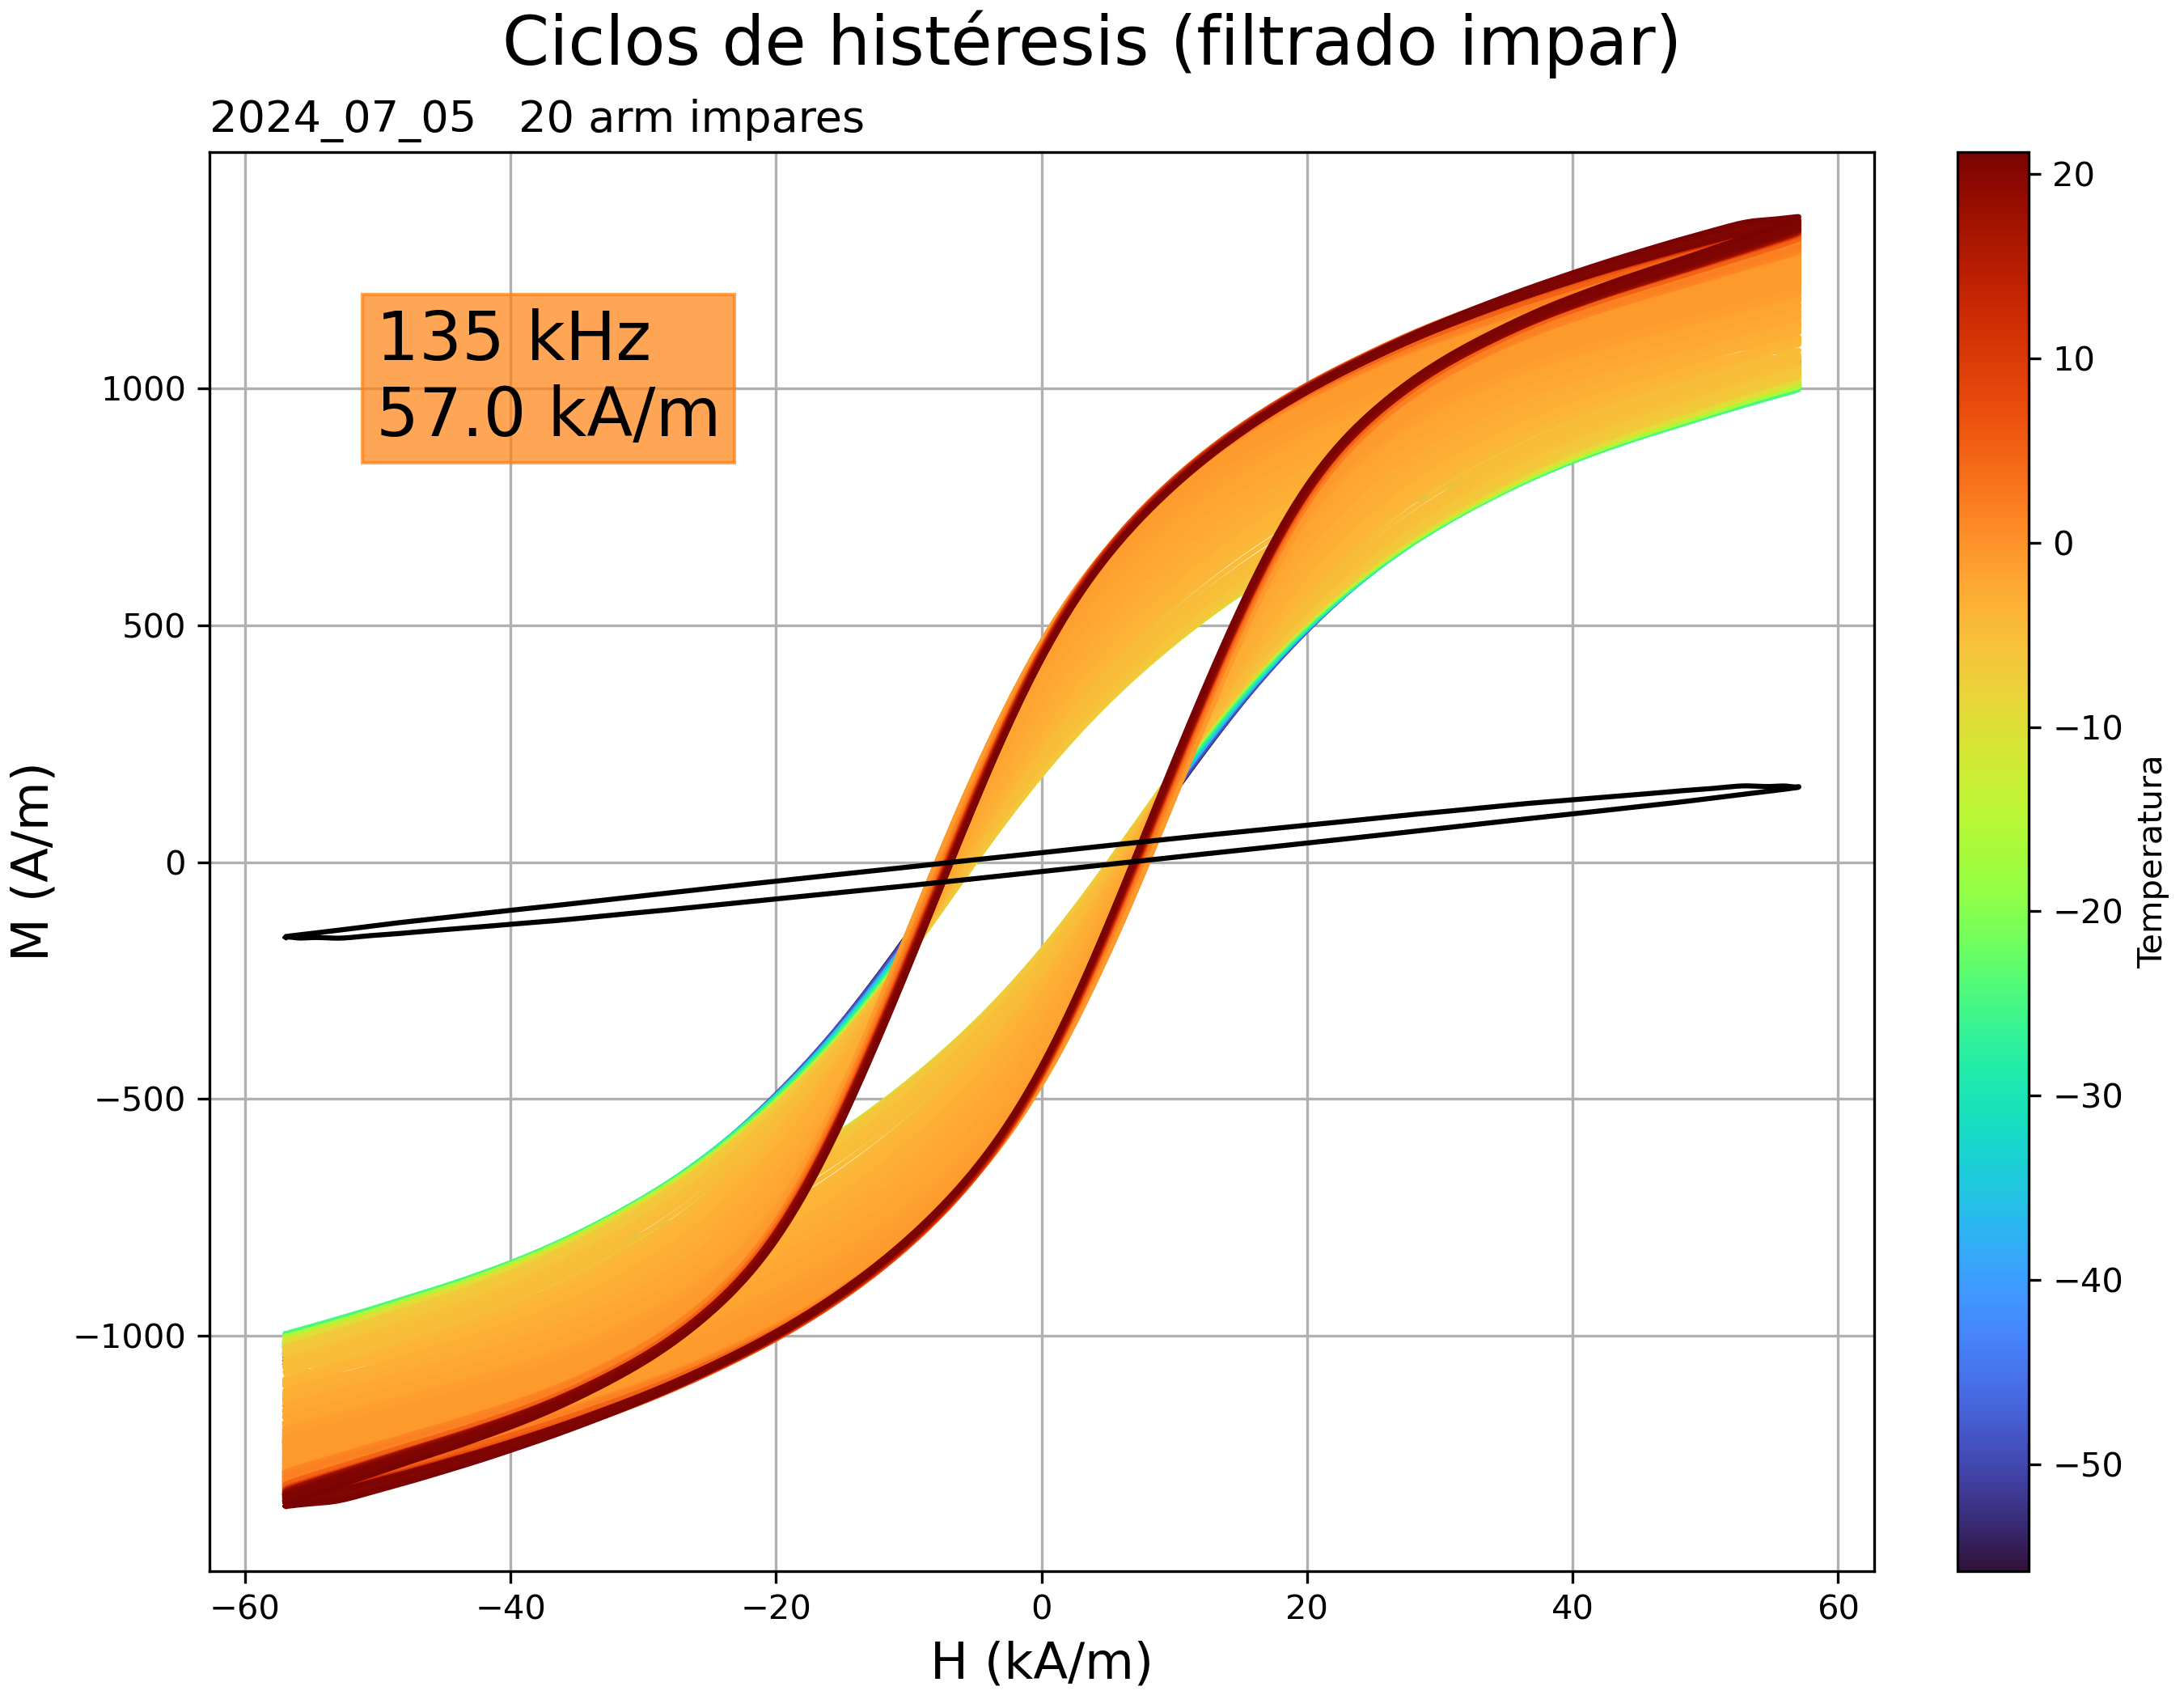 Ciclos de histéresis (filtrado impar)
2024_07_05   20 arm impares
135 kHz
57.0 kA/m
M (A/m)
1000
500
0
−500
−1000
−60
−40
−20
0
20
40
60
H (kA/m)
20
10
0
−10
−20
−30
−40
−50
Temperatura